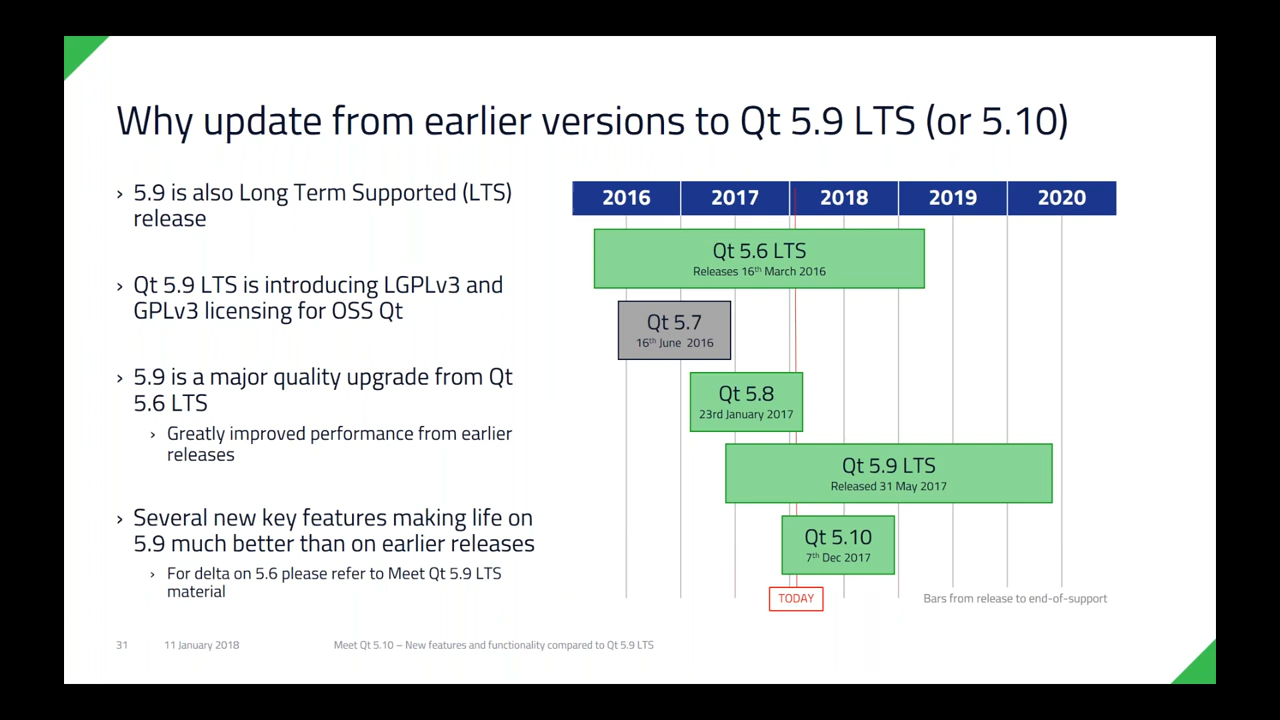 Why update from earlier versions to Qt 5.9 LTS (or 5.10)
› 5.9 is also Long Term Supported (LTS)
release
› Qt 5.9 LTS is introducing LGPLv3 and
GPLv3 licensing for OSS Qt
› 5.9 is a major quality upgrade from Qt
5.6 LTS
› Greatly improved performance from earlier
releases
› Several new key features making life on
5.9 much better than on earlier releases
› For delta on 5.6 please refer to Meet Qt 5.9 LTS
material
2016 2017 2018 2019 2020
Qt 5.6 LTS
Releases 16th March 2016
Qt 5.7
16th June 2016
Qt 5.8
23rd January 2017
Qt 5.9 LTS
Released 31 May 2017
Qt 5.10
7th Dec 2017
TODAY
Bars from release to end-of-support
31 11 January 2018 Meet Qt 5.10 – New features and functionality compared to Qt 5.9 LTS